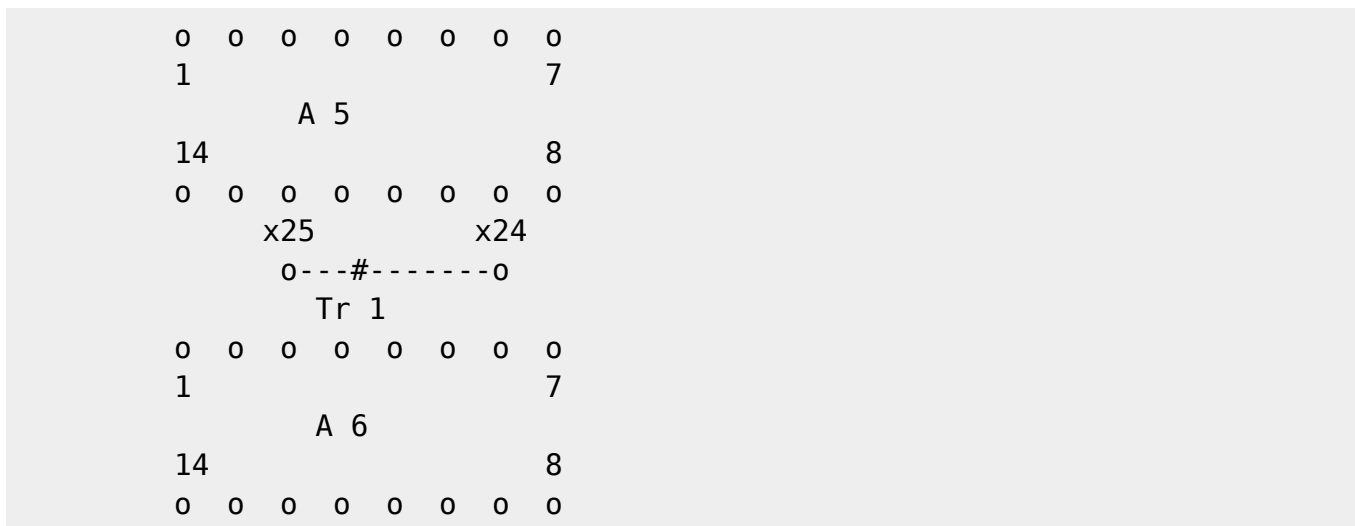 o  o  o  o  o  o  o  o
1                    7
       A 5
14                   8
o  o  o  o  o  o  o  o
     x25         x24
      o---#-------o
        Tr 1
o  o  o  o  o  o  o  o
1                    7
        A 6
14                   8
o  o  o  o  o  o  o  o